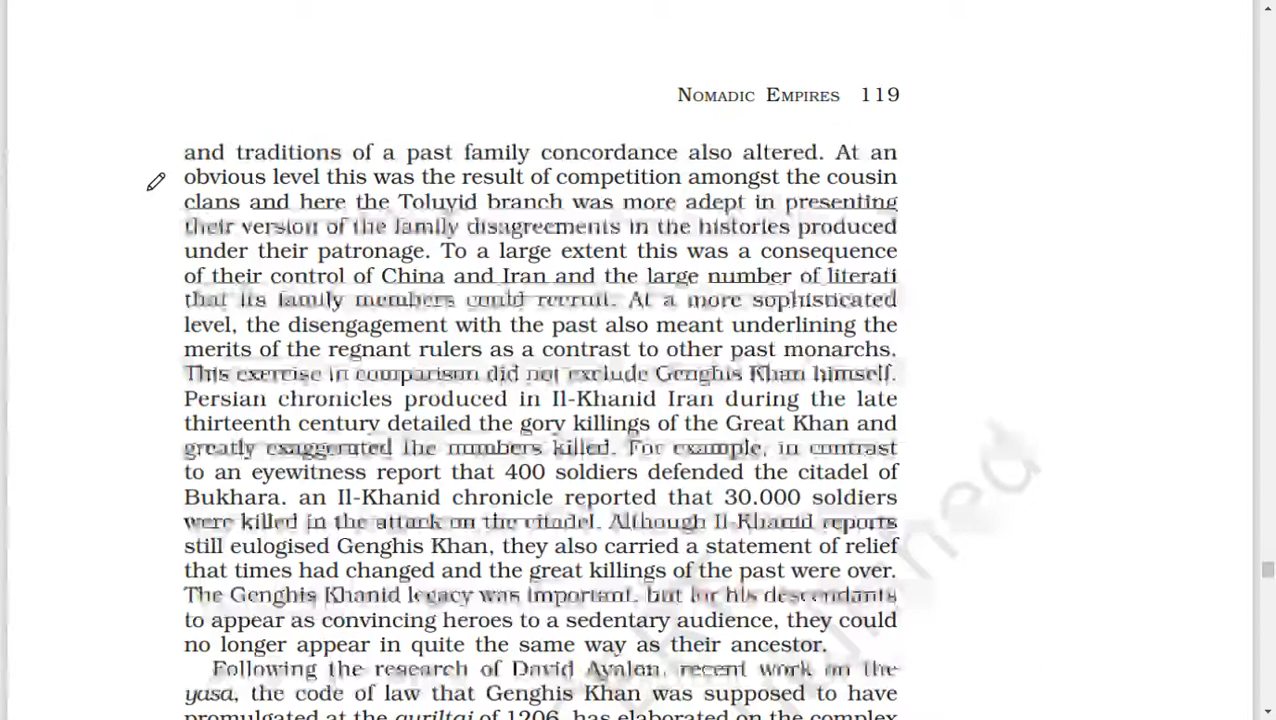 NOMADIC EMPIRES 119
and traditions of a past family concordance also altered. At an
obvious level this was the result of competition amongst the cousin
clans and here the Toluyid branch was more adept in presenting
their version of the family disagreements in the histories produced
under their patronage. To a large extent this was a consequence
of their control of China and Iran and the large number of literati
that its family members could recruit. At a more sophisticated
level, the disengagement with the past also meant underlining the
merits of the regnant rulers as a contrast to other past monarchs.
This exercise in comparison did not exclude Genghis Khan himself.
Persian chronicles produced in Il-Khanid Iran during the late
thirteenth century detailed the gory killings of the Great Khan and
greatly exaggerated the numbers killed. For example, in contrast
to an eyewitness report that 400 soldiers defended the citadel of
Bukhara, an Il-Khanid chronicle reported that 30,000 soldiers
were killed in the attack on the citadel. Although Il-Khanid reports
still eulogised Genghis Khan, they also carried a statement of relief
that times had changed and the great killings of the past were over.
The Genghis Khanid legacy was important, but for his descendants
to appear as convincing heroes to a sedentary audience, they could
no longer appear in quite the same way as their ancestor.
Following the research of David Ayalon, recent work on the
yasa, the code of law that Genghis Khan was supposed to have
promulgated at the quriltai of 1206, has elaborated on the complex